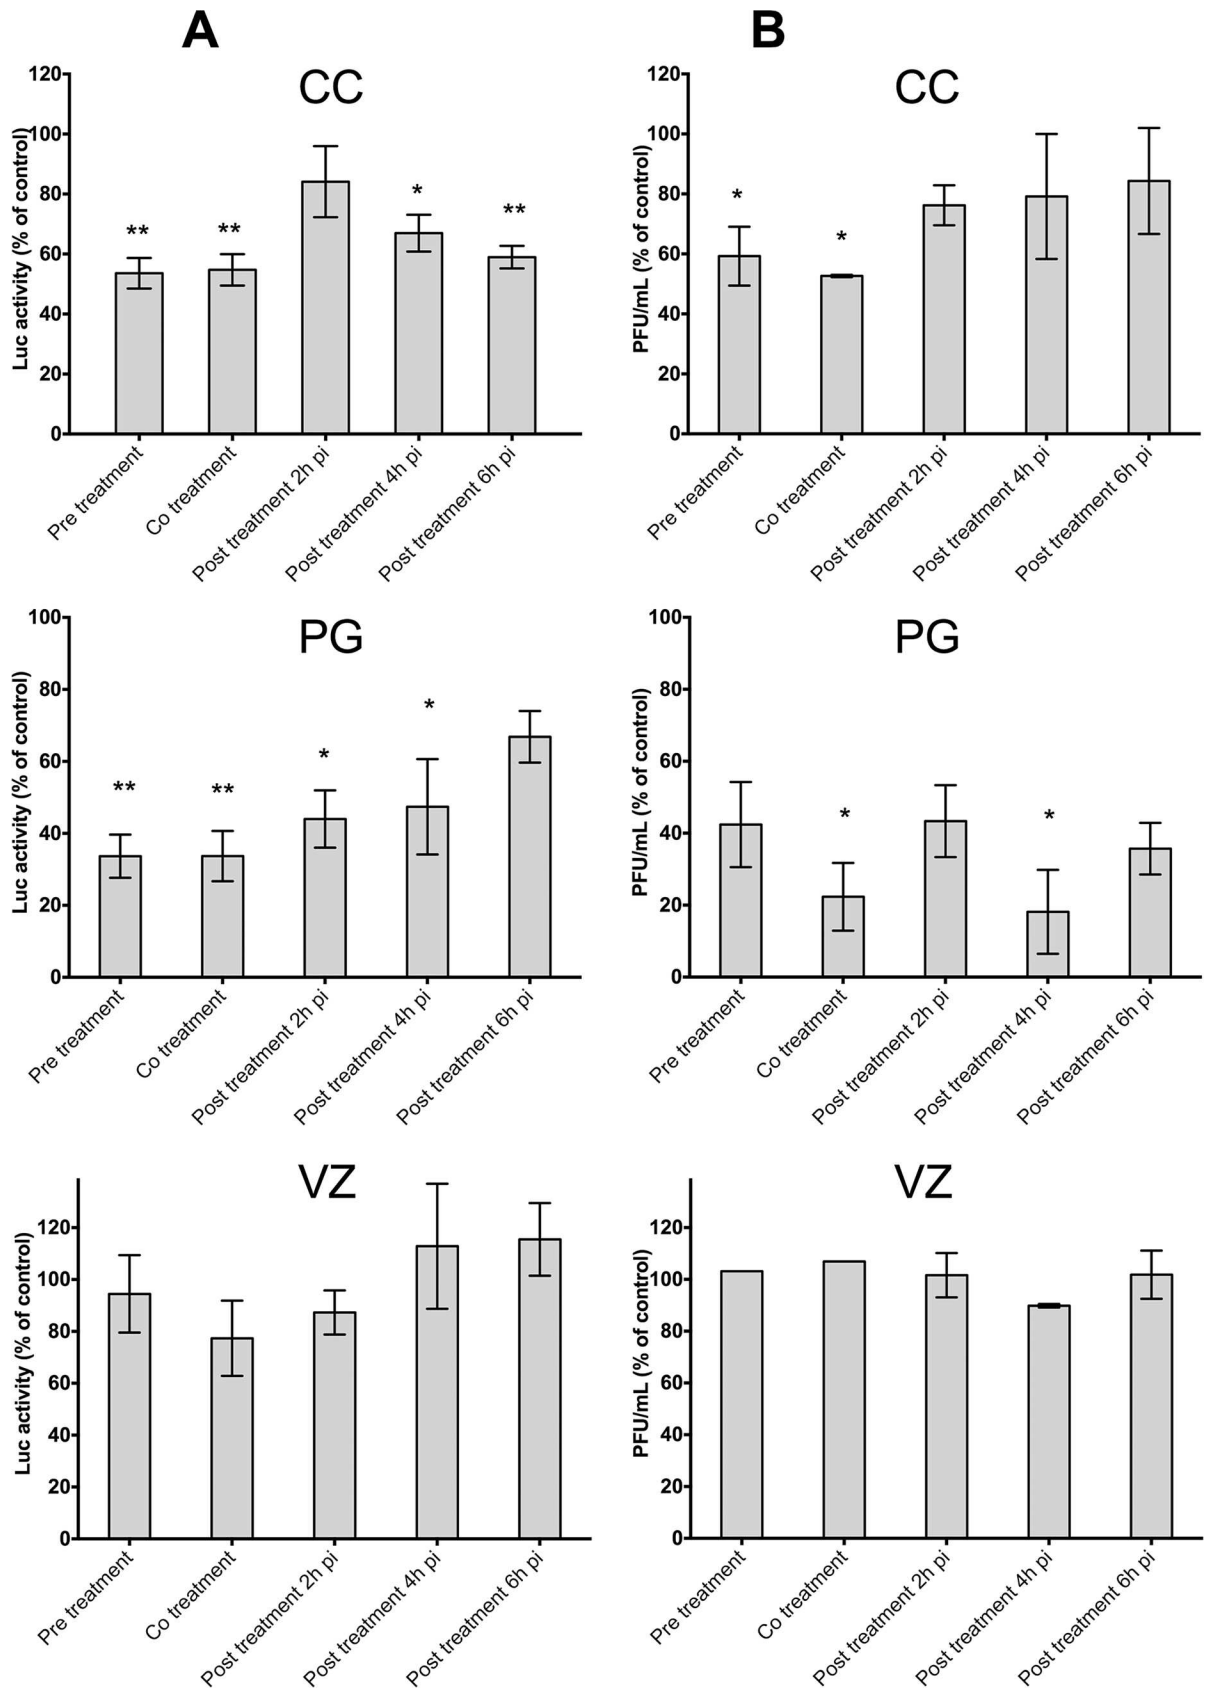 A
B
CC
Luc activity (% of control)
120
100
80
60
40
20
0
**
**
*
**
Pre treatment
Co treatment
Post treatment 2h pi
Post treatment 4h pi
Post treatment 6h pi
CC
PFU/mL (% of control)
120
100
80
60
40
20
0
*
*
Pre treatment
Co treatment
Post treatment 2h pi
Post treatment 4h pi
Post treatment 6h pi
PG
Luc activity (% of control)
100
80
60
40
20
0
**
**
*
*
Pre treatment
Co treatment
Post treatment 2h pi
Post treatment 4h pi
Post treatment 6h pi
PG
PFU/mL (% of control)
100
80
60
40
20
0
*
*
Pre treatment
Co treatment
Post treatment 2h pi
Post treatment 4h pi
Post treatment 6h pi
VZ
Luc activity (% of control)
120
100
80
60
40
20
0
Pre treatment
Co treatment
Post treatment 2h pi
Post treatment 4h pi
Post treatment 6h pi
VZ
PFU/mL (% of control)
120
100
80
60
40
20
0
Pre treatment
Co treatment
Post treatment 2h pi
Post treatment 4h pi
Post treatment 6h pi